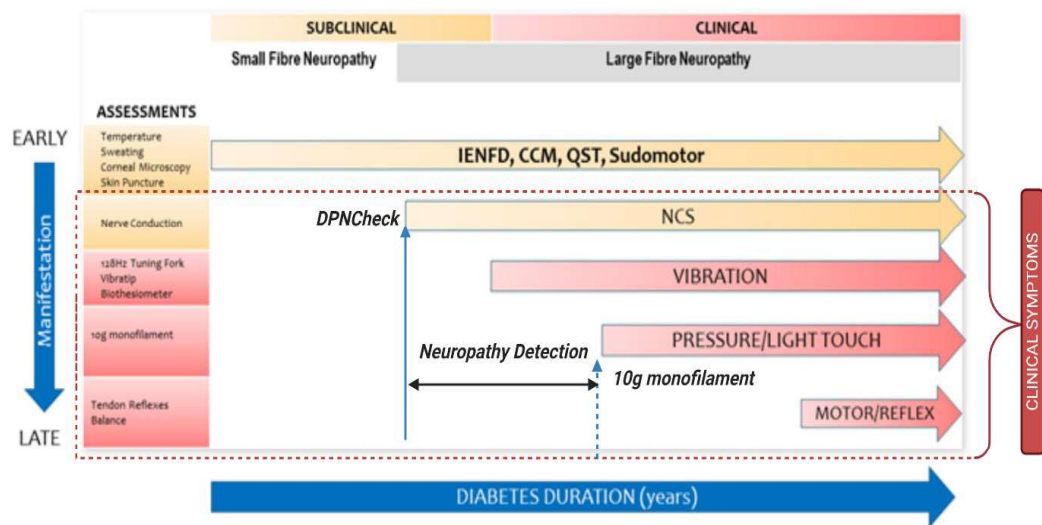 SUBCLINICAL
CLINICAL
Small Fibre Neuropathy
Large Fibre Neuropathy
ASSESSMENTS
EARLY
Temperature
Sweating
Corneal Microscopy
Skin Puncture
IENFD, CCM, QST, Sudomotor
Manifestation
Nerve Conduction
DPNCheck
NCS
128Hz Tuning Fork
Vibratip
Biothesiometer
VIBRATION
10g monofilament
PRESSURE/LIGHT TOUCH
Neuropathy Detection
10g monofilament
Tendon Reflexes
Balance
MOTOR/REFLEX
LATE
CLINICAL SYMPTOMS
DIABETES DURATION (years)